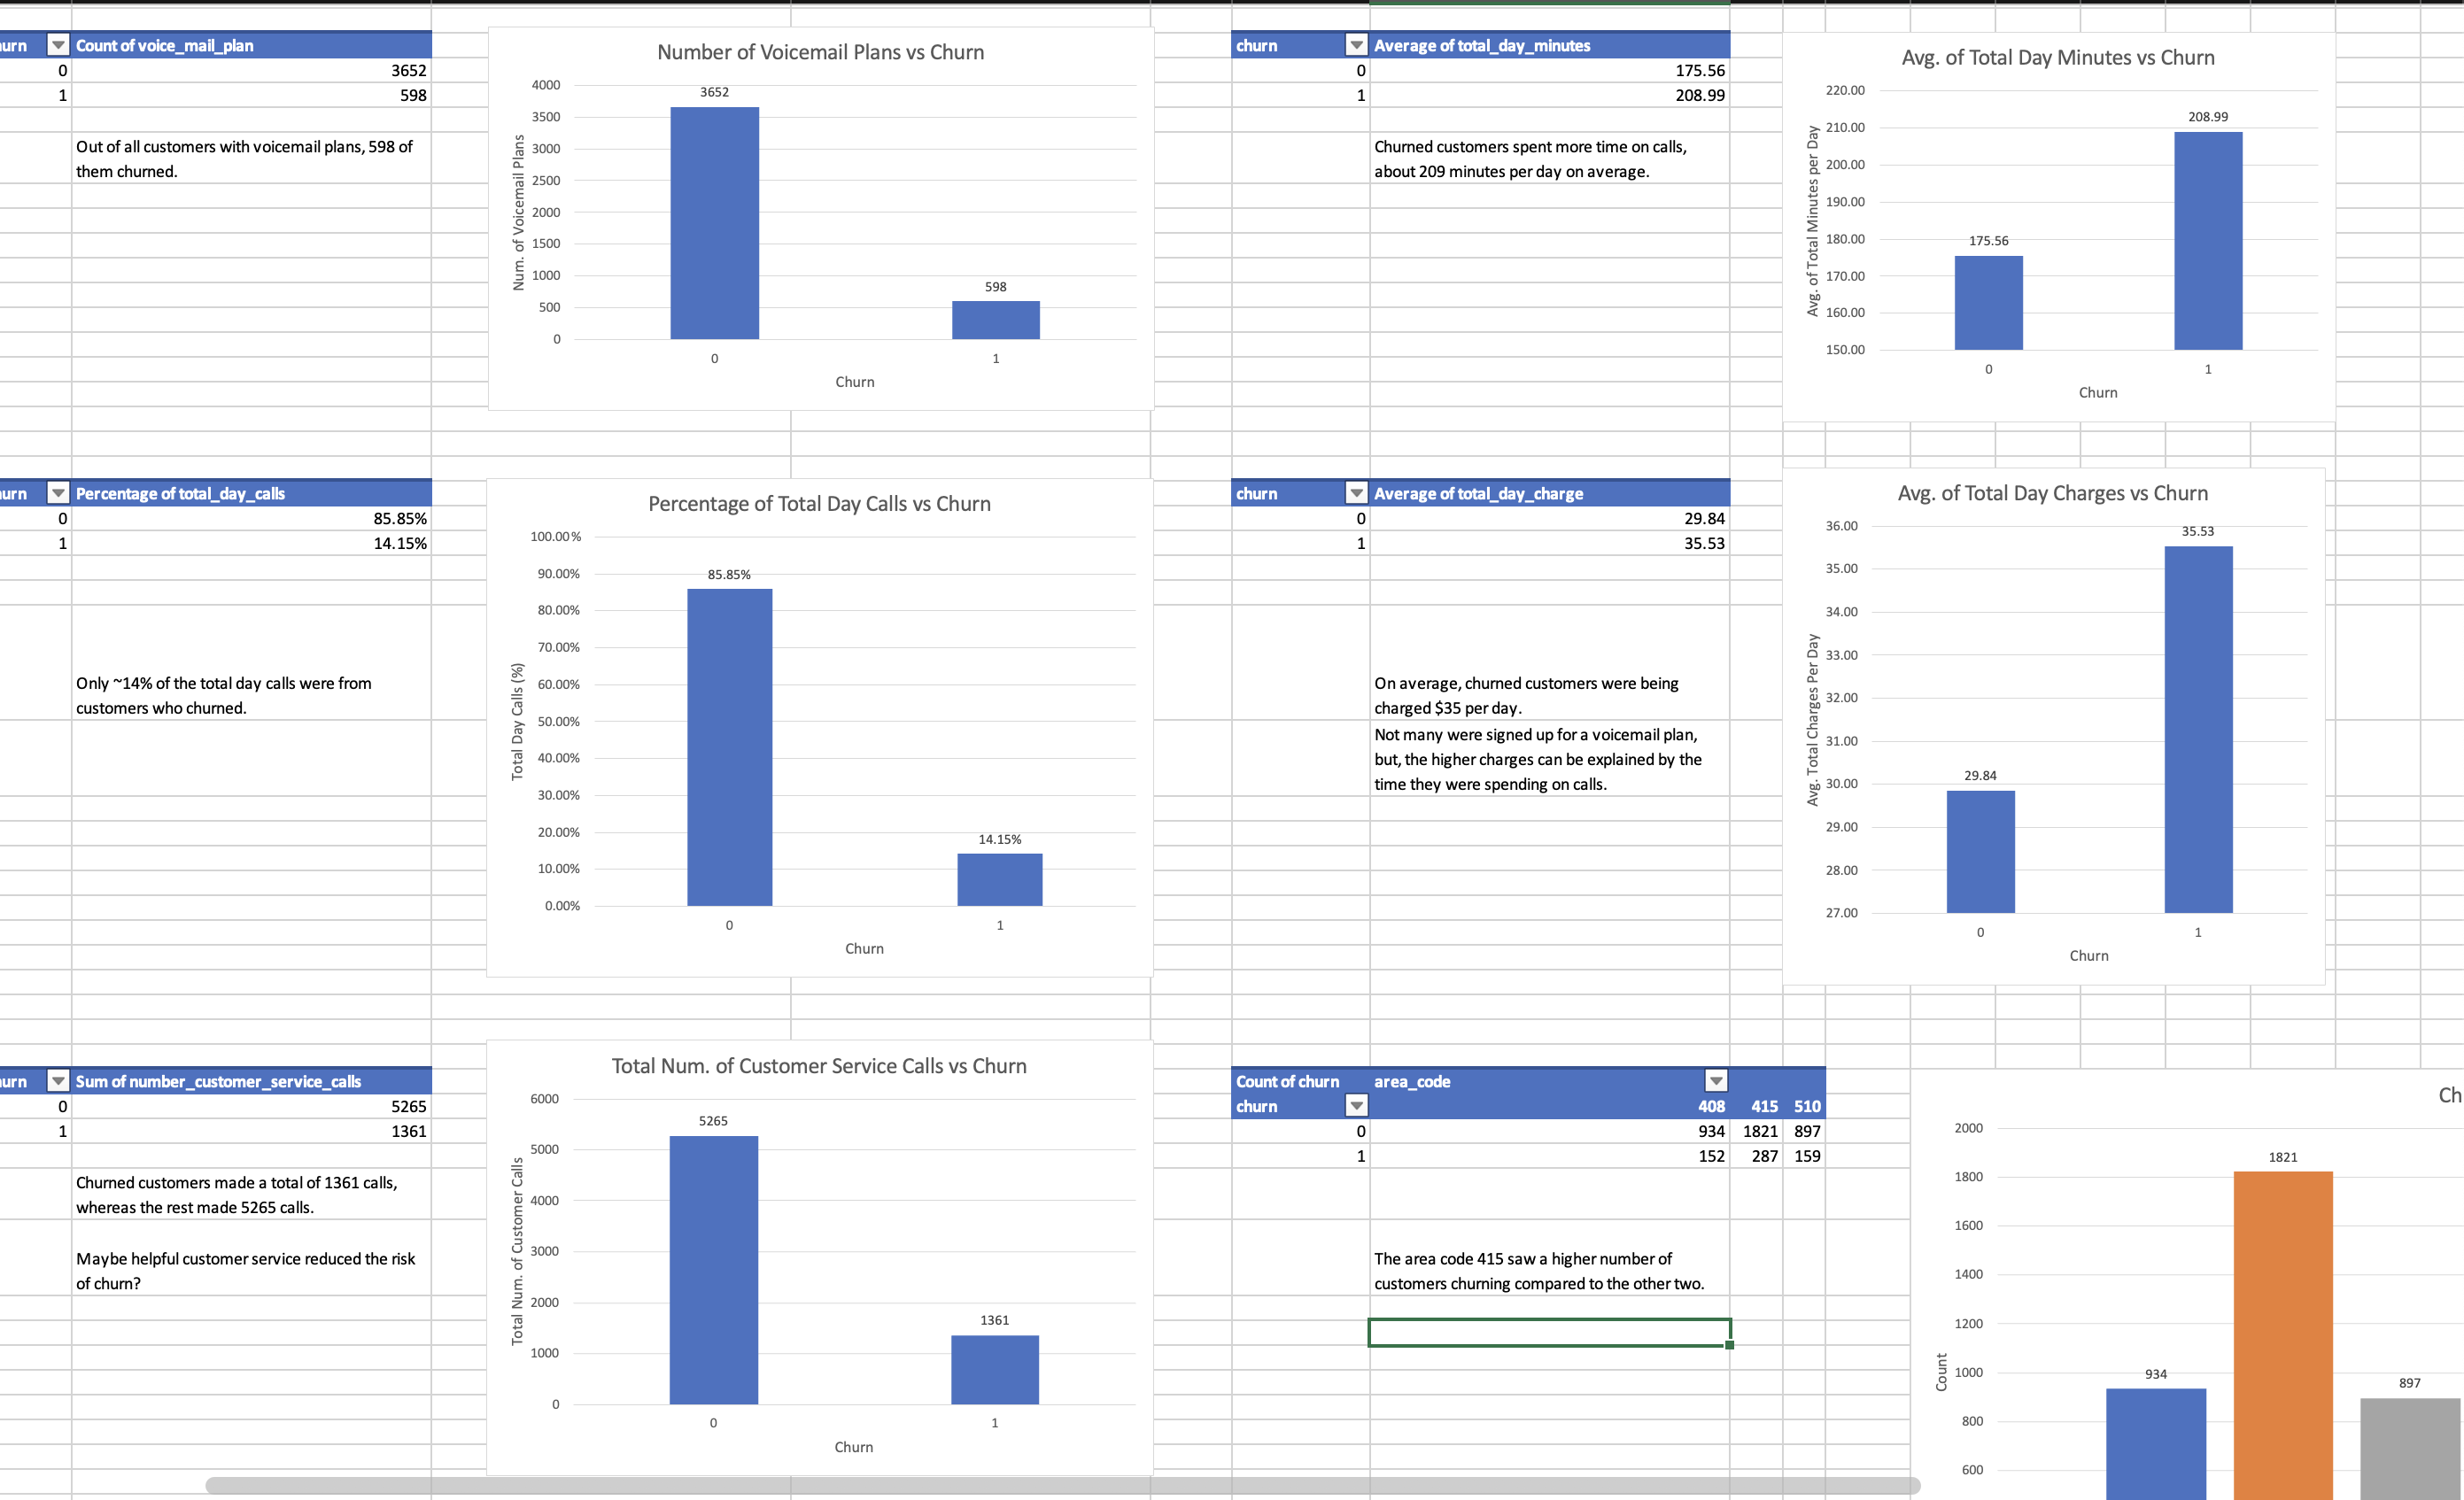 urn Count of voice_mail_plan
0 3652
1 598
Out of all customers with voicemail plans, 598 of
them churned.
Number of Voicemail Plans vs Churn
Num. of Voicemail Plans
4000
3500
3000
2500
2000
1500
1000
500
0
3652
598
0 1
Churn
churn Average of total_day_minutes
0 175.56
1 208.99
Churned customers spent more time on calls,
about 209 minutes per day on average.
Avg. of Total Day Minutes vs Churn
Avg. of Total Minutes per Day
220.00
210.00
200.00
190.00
180.00
170.00
160.00
150.00
175.56
208.99
0 1
Churn
urn Percentage of total_day_calls
0 85.85%
1 14.15%
Only ~14% of the total day calls were from
customers who churned.
Percentage of Total Day Calls vs Churn
Total Day Calls (%)
100.00%
90.00%
80.00%
70.00%
60.00%
50.00%
40.00%
30.00%
20.00%
10.00%
0.00%
85.85%
14.15%
0 1
Churn
churn Average of total_day_charge
0 29.84
1 35.53
On average, churned customers were being
charged $35 per day.
Not many were signed up for a voicemail plan,
but, the higher charges can be explained by the
time they were spending on calls.
Avg. of Total Day Charges vs Churn
Avg. Total Charges Per Day
36.00
35.00
34.00
33.00
32.00
31.00
30.00
29.00
28.00
27.00
29.84
35.53
0 1
Churn
urn Sum of number_customer_service_calls
0 5265
1 1361
Churned customers made a total of 1361 calls,
whereas the rest made 5265 calls.
Maybe helpful customer service reduced the risk
of churn?
Total Num. of Customer Service Calls vs Churn
Total Num. of Customer Calls
6000
5000
4000
3000
2000
1000
0
5265
1361
0 1
Churn
Count of churn area_code
churn 408 415 510
0 934 1821 897
1 152 287 159
The area code 415 saw a higher number of
customers churning compared to the other two.
Ch
Count
2000
1800
1600
1400
1200
1000
800
600
934
1821
897